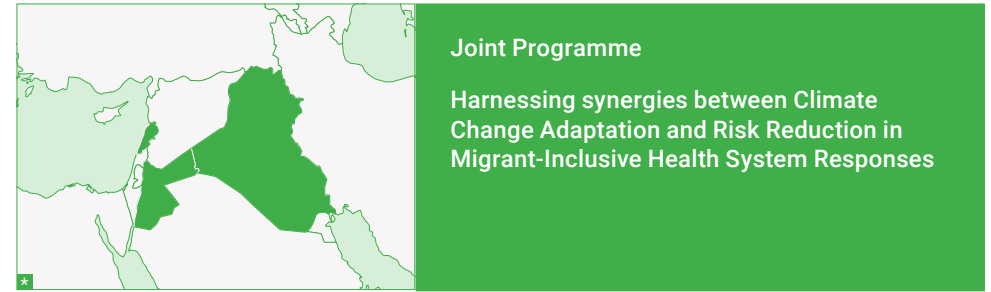 Joint Programme
Harnessing synergies between Climate
Change Adaptation and Risk Reduction in
Migrant-Inclusive Health System Responses
*